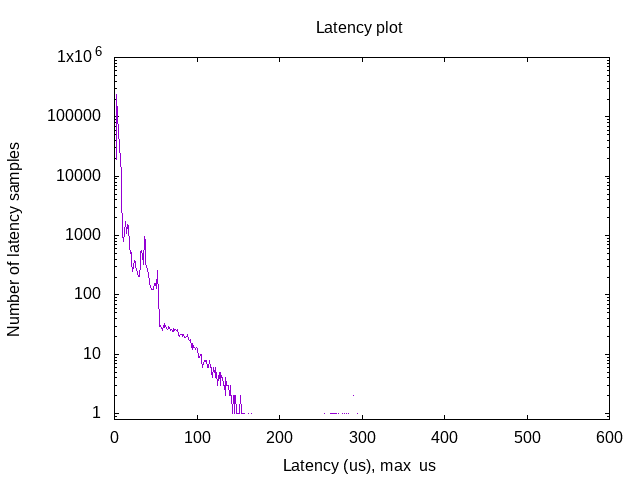 Latency plot
1x10^6
100000
10000
1000
100
10
1
Number of latency samples
0 100 200 300 400 500 600
Latency (us), max  us